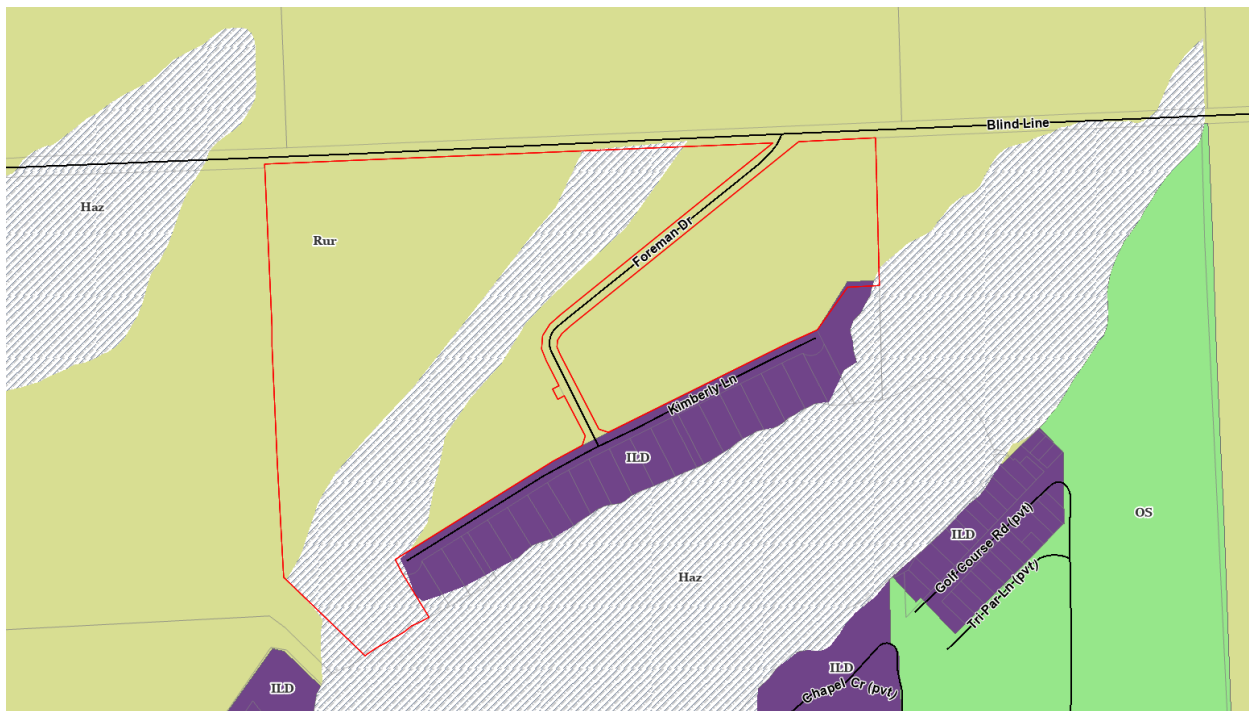 Blind Line
Haz
Rur
Foreman Dr
Kimberly Ln
ILD
OS
ILD
Golf Course Rd (pvt)
Haz
Tri-Par Ln (pvt)
ILD
ILD
Chapel Cr (pvt)